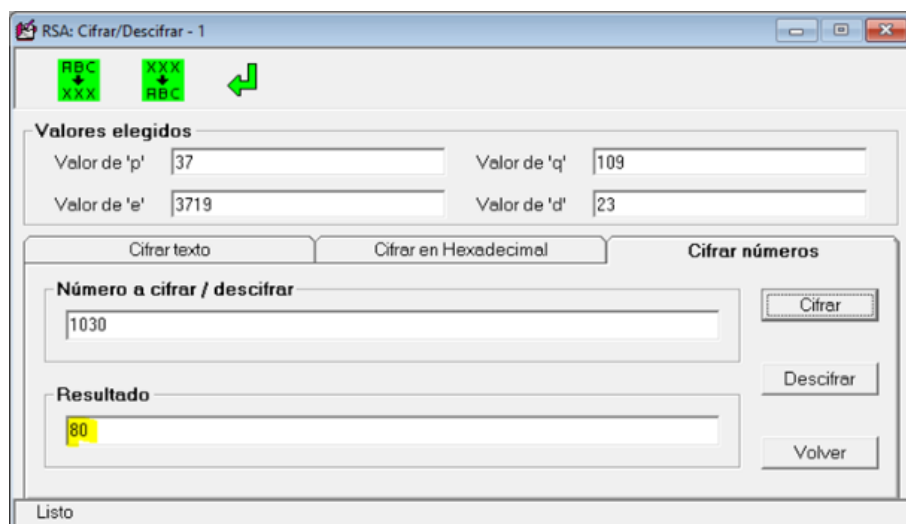 RSA: Cifrar/Descifrar - 1
ABC XXX
XXX ABC
Valores elegidos
Valor de 'p' 37 Valor de 'q' 109
Valor de 'e' 3719 Valor de 'd' 23
Cifrar texto Cifrar en Hexadecimal Cifrar números
Número a cifrar / descifrar
Cifrar
1030
Descifrar
Resultado
80
Volver
Listo